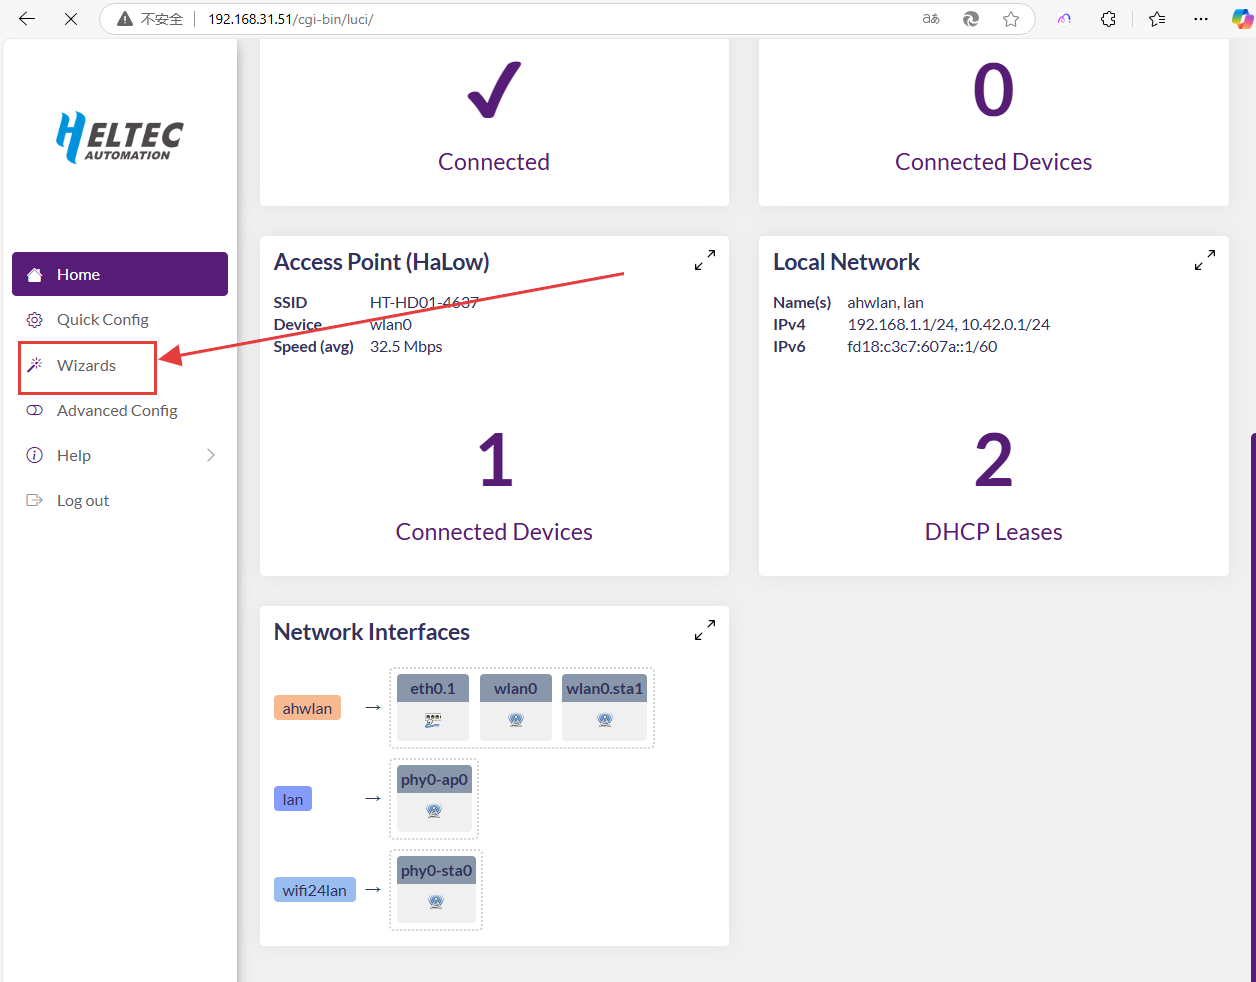 不安全 192.168.31.51/cgi-bin/luci/ aあ
HELTEC
AUTOMATION
Home
Quick Config
Wizards
Advanced Config
Help
Log out
Connected
0
Connected Devices
Access Point (HaLow)
SSID HT-HD01-4637
Device wlan0
Speed (avg) 32.5 Mbps
1
Connected Devices
Local Network
Name(s) ahwlan, lan
IPv4 192.168.1.1/24, 10.42.0.1/24
IPv6 fd18:c3c7:607a::1/60
2
DHCP Leases
Network Interfaces
ahwlan → eth0.1 wlan0 wlan0.sta1
lan → phy0-ap0
wifi24lan → phy0-sta0